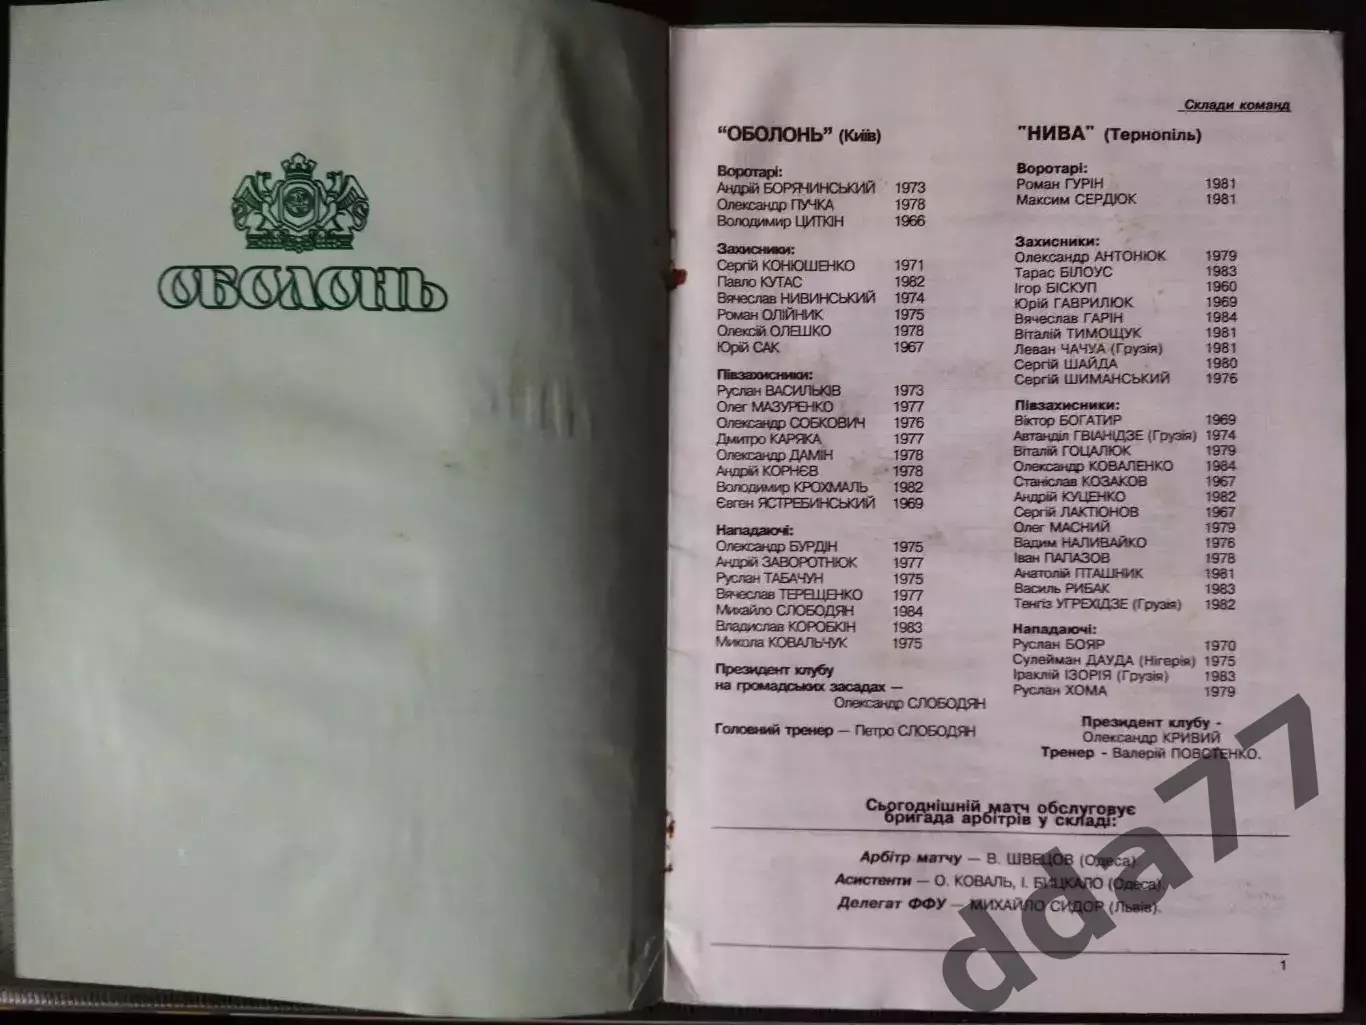 ОБОЛОНЬ
Склади команд
"ОБОЛОНЬ" (Київ)
Воротарі:
Андрій БОРЯЧИНСЬКИЙ 1973
Олександр ПУЧКА 1978
Володимир ЦИТКІН 1966
Захисники:
Сергій КОНЮШЕНКО 1971
Павло КУТАС 1982
Вячеслав НИВИНСЬКИЙ 1974
Роман ОЛІЙНИК 1975
Олексій ОЛЕШКО 1978
Юрій САК 1967
Півзахисники:
Руслан ВАСИЛЬКІВ 1973
Олег МАЗУРЕНКО 1977
Олександр СОБКОВИЧ 1976
Дмитро КАРЯКА 1977
Олександр ДАМІН 1978
Андрій КОРНЄВ 1978
Володимир КРОХМАЛЬ 1982
Євген ЯСТРЕБИНСЬКИЙ 1969
Нападаючі:
Олександр БУРДІН 1975
Андрій ЗАВОРОТНЮК 1977
Руслан ТАБАЧУН 1975
Вячеслав ТЕРЕЩЕНКО 1977
Михайло СЛОБОДЯН 1984
Владислав КОРОБКІН 1983
Микола КОВАЛЬЧУК 1975
Президент клубу
на громадських засадах –
Олександр СЛОБОДЯН
Головний тренер – Петро СЛОБОДЯН
"НИВА" (Тернопіль)
Воротарі:
Роман ГУРІН 1981
Максим СЕРДЮК 1981
Захисники:
Олександр АНТОНЮК 1979
Тарас БІЛОУС 1983
Ігор БІСКУП 1960
Юрій ГАВРИЛЮК 1969
Вячеслав ГАРІН 1984
Віталій ТИМОЩУК 1981
Леван ЧАЧУА (Грузія) 1981
Сергій ШАЙДА 1980
Сергій ШИМАНСЬКИЙ 1976
Півзахисники:
Віктор БОГАТИР 1969
Автанділ ГВІАНІДЗЕ (Грузія) 1974
Віталій ГОЦАЛЮК 1979
Олександр КОВАЛЕНКО 1984
Станіслав КОЗАКОВ 1967
Андрій КУЦЕНКО 1982
Сергій ЛАКТІОНОВ 1967
Олег МАСНИЙ 1979
Вадим НАЛИВАЙКО 1976
Іван ПАПАЗОВ 1978
Анатолій ПТАШНИК 1981
Василь РИБАК 1983
Тенгіз УГРЕХІДЗЕ (Грузія) 1982
Нападаючі:
Руслан БОЯР 1970
Сулейман ДАУДА (Нігерія) 1975
Іраклій ІЗОРІЯ (Грузія) 1983
Руслан ХОМА 1979
Президент клубу -
Олександр КРИВИЙ
Тренер - Валерій ПОВСТЕНКО.
Сьогоднішній матч обслуговує
бригада арбітрів у складі:
Арбітр матчу – В. ШВЕЦОВ (Одеса).
Асистенти – О. КОВАЛЬ, І. БИЦКАЛО (Одеса).
Делегат ФФУ – МИХАЙЛО СИДОР (Львів).
1
dda77